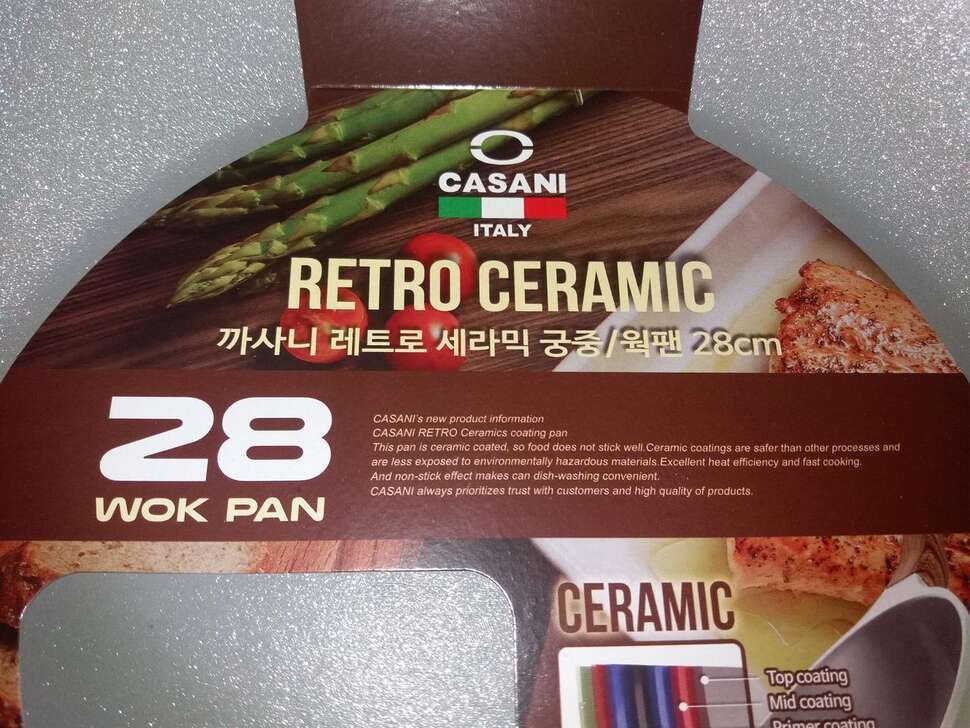 CASANI
ITALY
RETRO CERAMIC
까사니 레트로 세라믹 궁중/웍팬 28cm
28
WOK PAN
CASANI's new product information
CASANI RETRO Ceramics coating pan
This pan is ceramic coated, so food does not stick well.Ceramic coatings are safer than other processes and
are less exposed to environmentally hazardous materials.Excellent heat efficiency and fast cooking.
And non-stick effect makes can dish-washing convenient.
CASANI always prioritizes trust with customers and high quality of products.
CERAMIC
Top coating
Mid coating
Primer coating